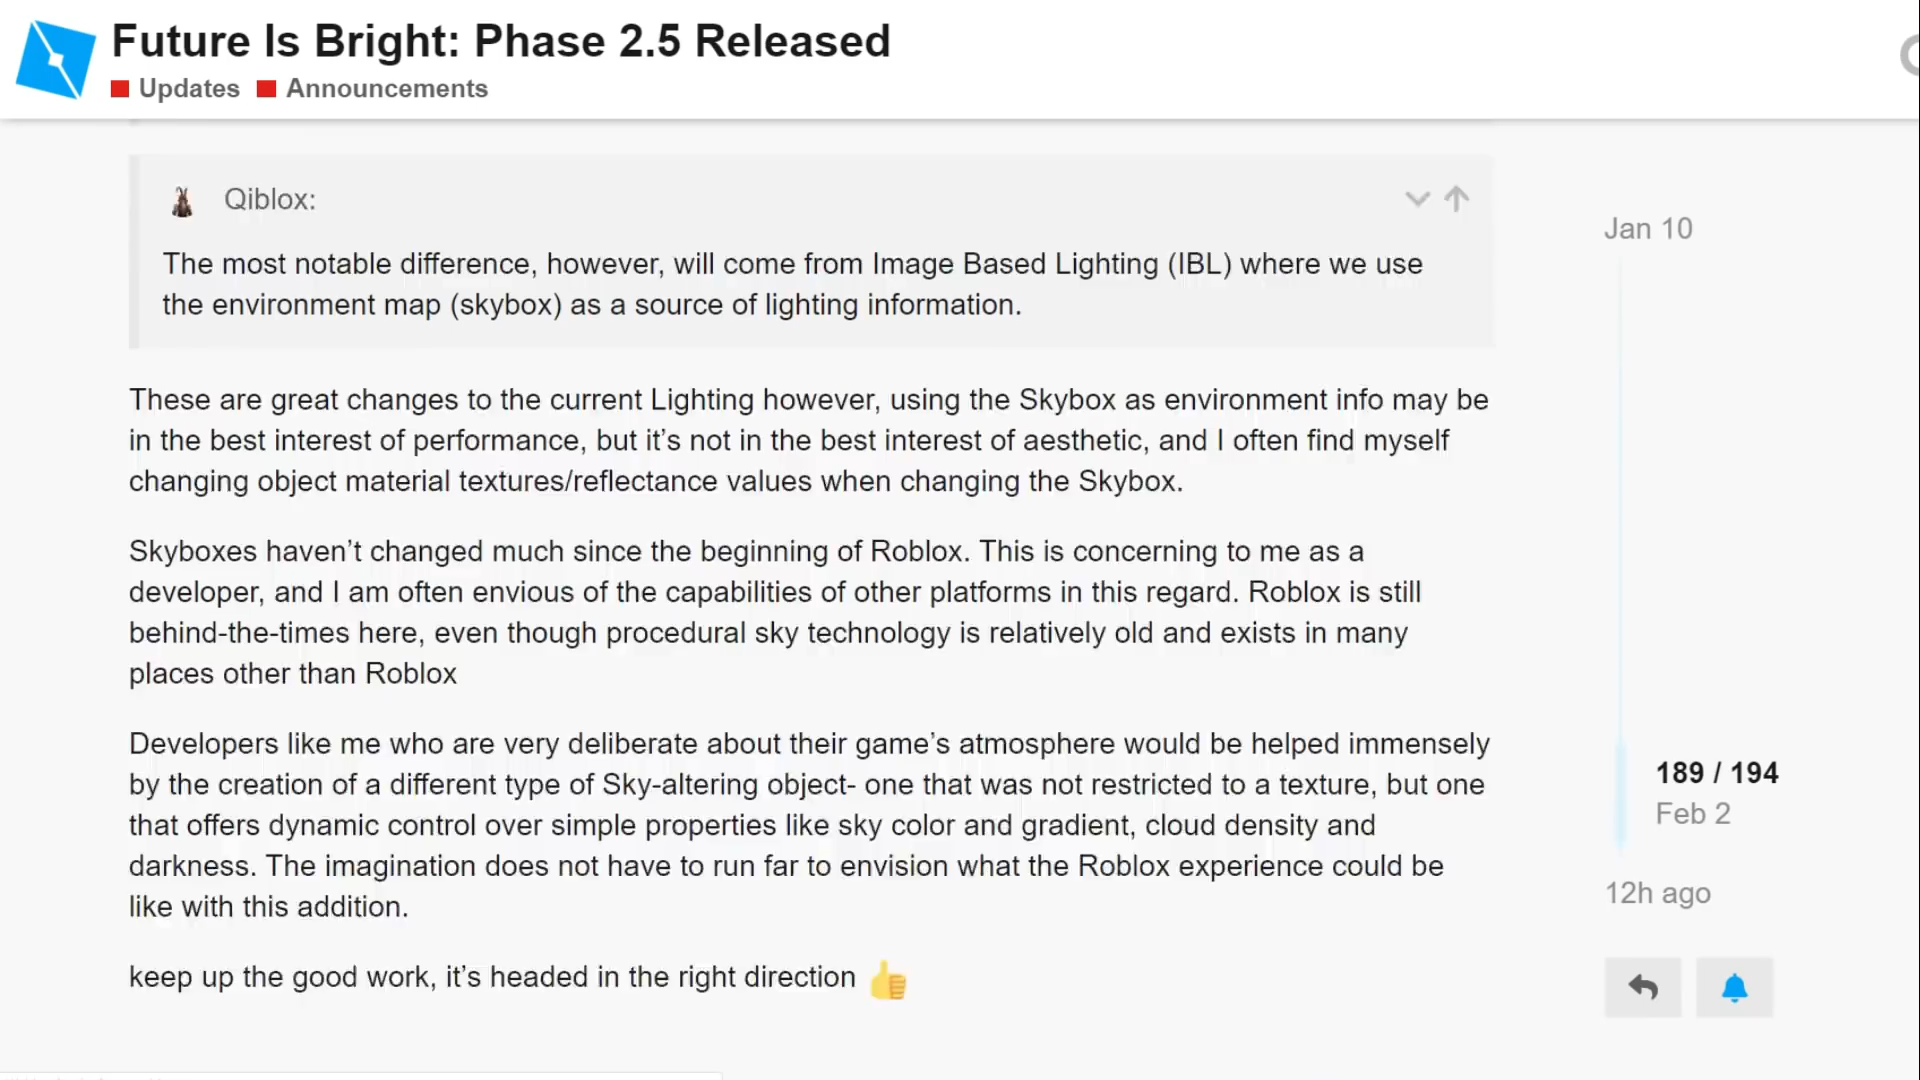 Future Is Bright: Phase 2.5 Released
Updates Announcements
Qiblox:
The most notable difference, however, will come from Image Based Lighting (IBL) where we use
the environment map (skybox) as a source of lighting information.
These are great changes to the current Lighting however, using the Skybox as environment info may be
in the best interest of performance, but it’s not in the best interest of aesthetic, and I often find myself
changing object material textures/reflectance values when changing the Skybox.
Skyboxes haven’t changed much since the beginning of Roblox. This is concerning to me as a
developer, and I am often envious of the capabilities of other platforms in this regard. Roblox is still
behind-the-times here, even though procedural sky technology is relatively old and exists in many
places other than Roblox
Developers like me who are very deliberate about their game’s atmosphere would be helped immensely
by the creation of a different type of Sky-altering object- one that was not restricted to a texture, but one
that offers dynamic control over simple properties like sky color and gradient, cloud density and
darkness. The imagination does not have to run far to envision what the Roblox experience could be
like with this addition.
keep up the good work, it’s headed in the right direction
Jan 10
189 / 194
Feb 2
12h ago